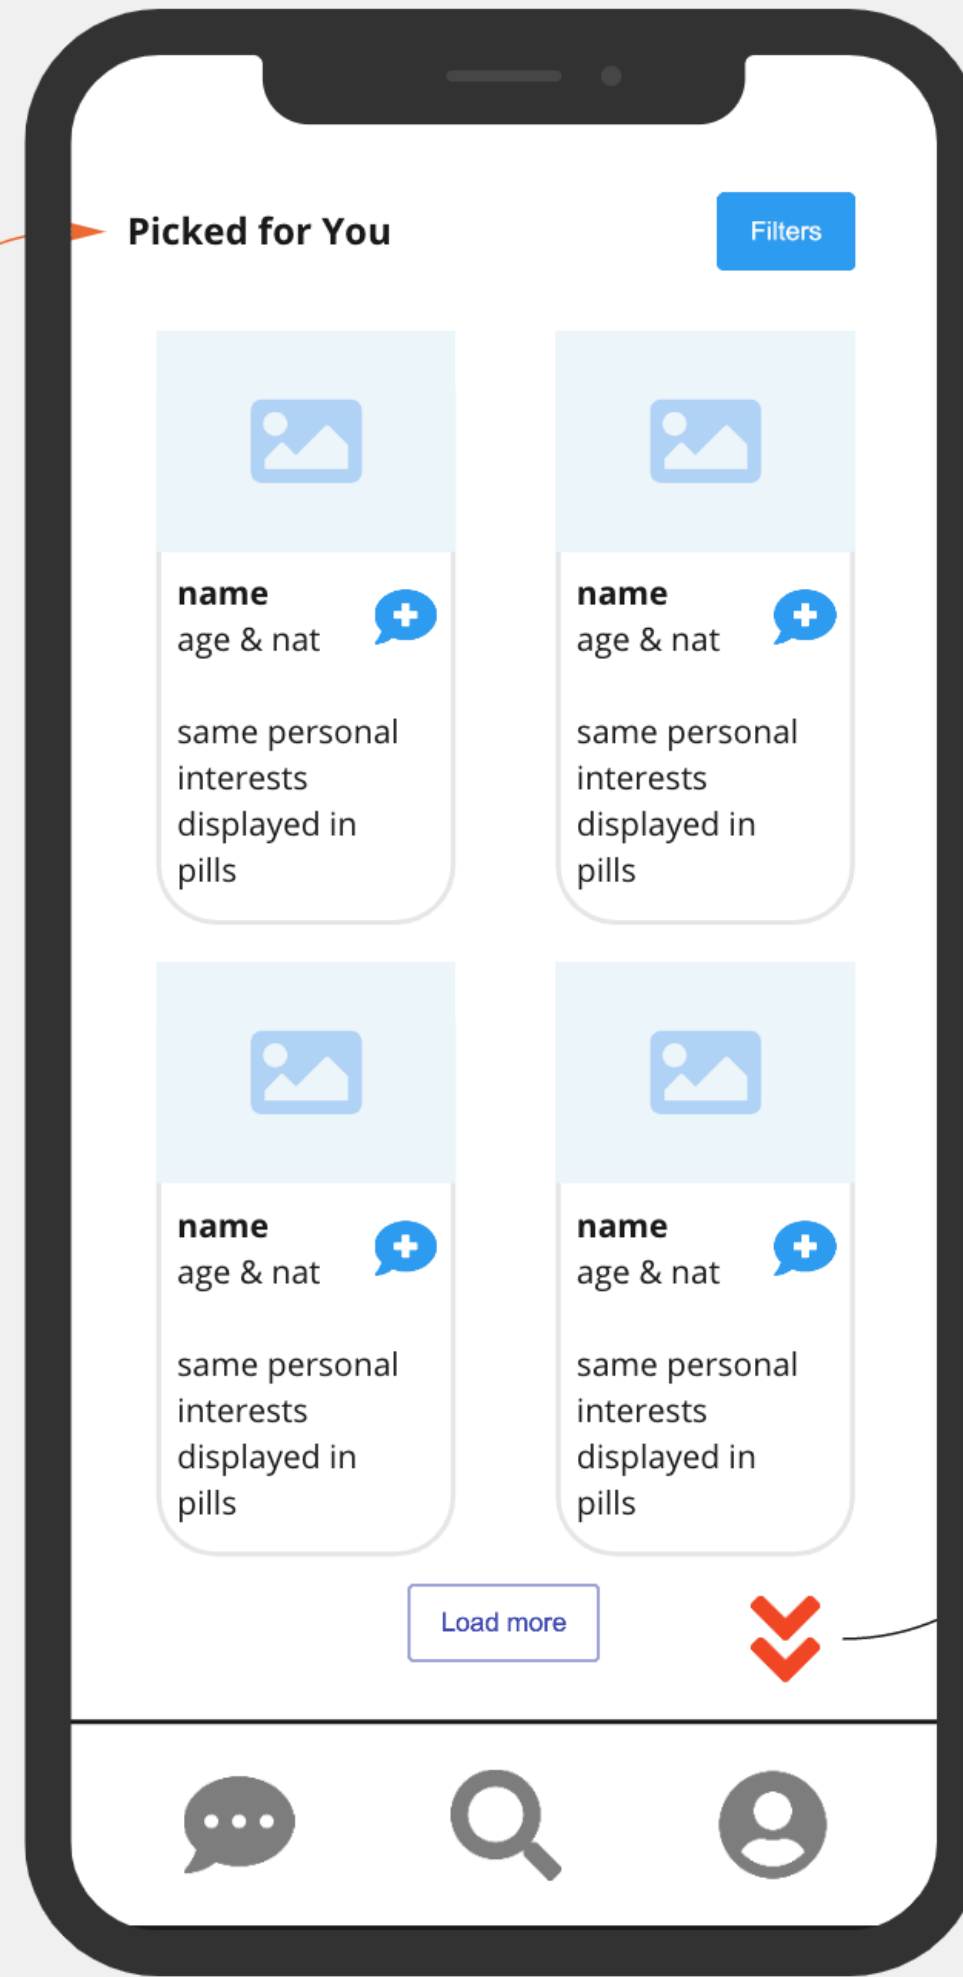 Picked for You
Filters
name
age & nat
same personal
interests
displayed in
pills
name
age & nat
same personal
interests
displayed in
pills
name
age & nat
same personal
interests
displayed in
pills
name
age & nat
same personal
interests
displayed in
pills
Load more